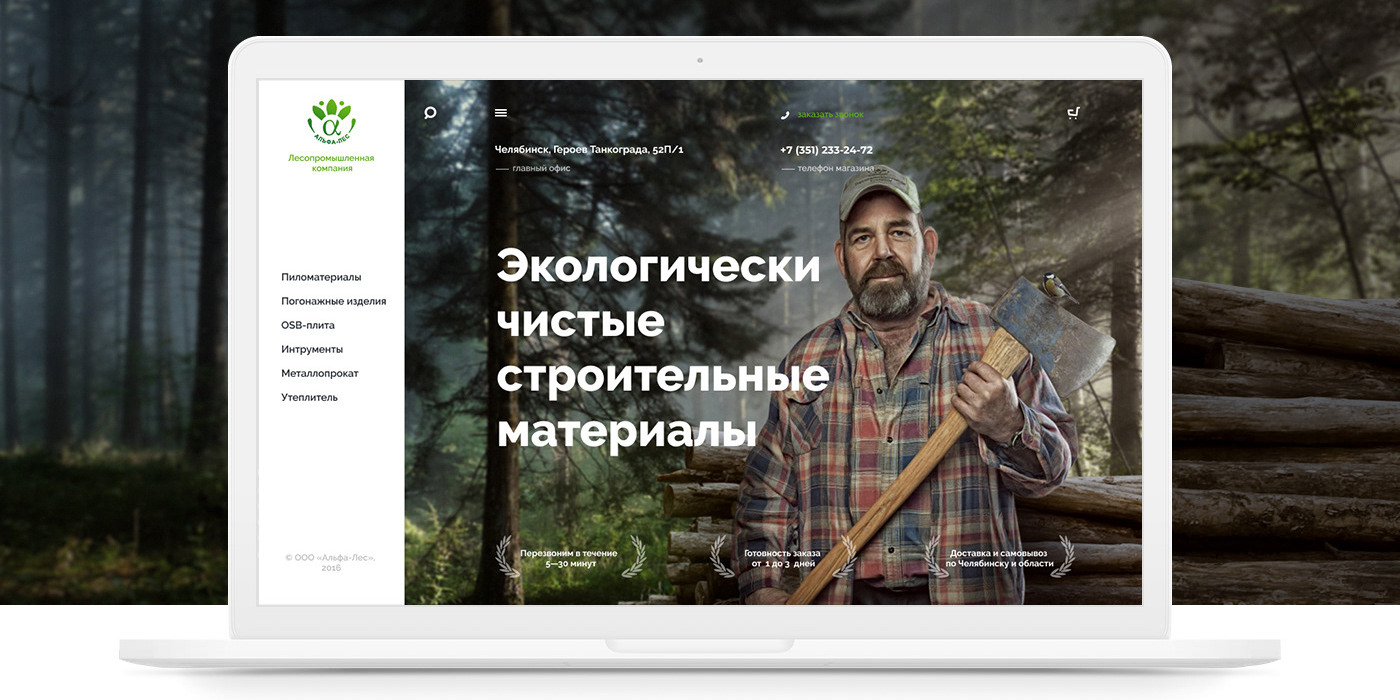 α
АЛЬФА-ЛЕС
Лесопромышленная
компания
Пиломатериалы
Погонажные изделия
OSB-плита
Интрументы
Металлопрокат
Утеплитель
© ООО «Альфа-Лес»,
2016
заказать звонок
Челябинск, Героев Танкограда, 52П/1
главный офис
+7 (351) 233-24-72
телефон магазина
Экологически
чистые
строительные
материалы
Перезвоним в течение
5—30 минут
Готовность заказа
от 1 до 3 дней
Доставка и самовывоз
по Челябинску и области